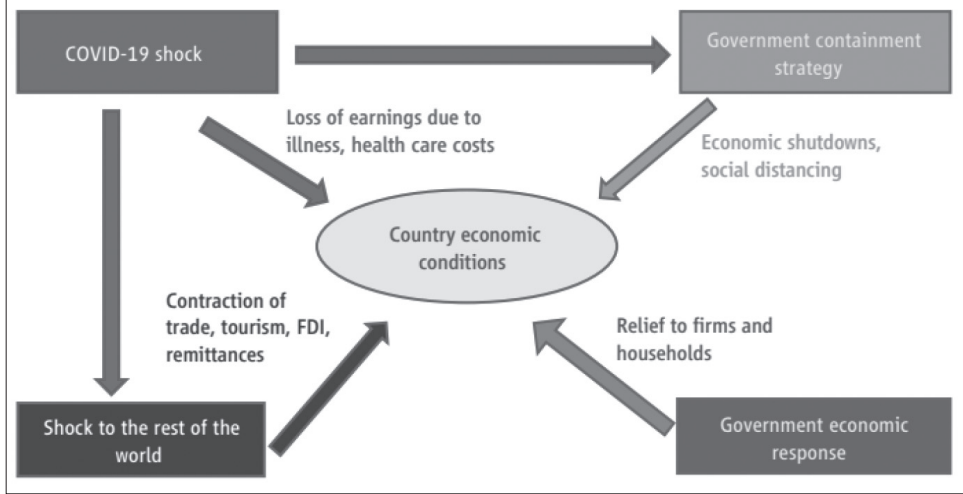 COVID-19 shock
Government containment
strategy
Loss of earnings due to
illness, health care costs
Economic shutdowns,
social distancing
Country economic
conditions
Contraction of
trade, tourism, FDI,
remittances
Relief to firms and
households
Shock to the rest of the
world
Government economic
response